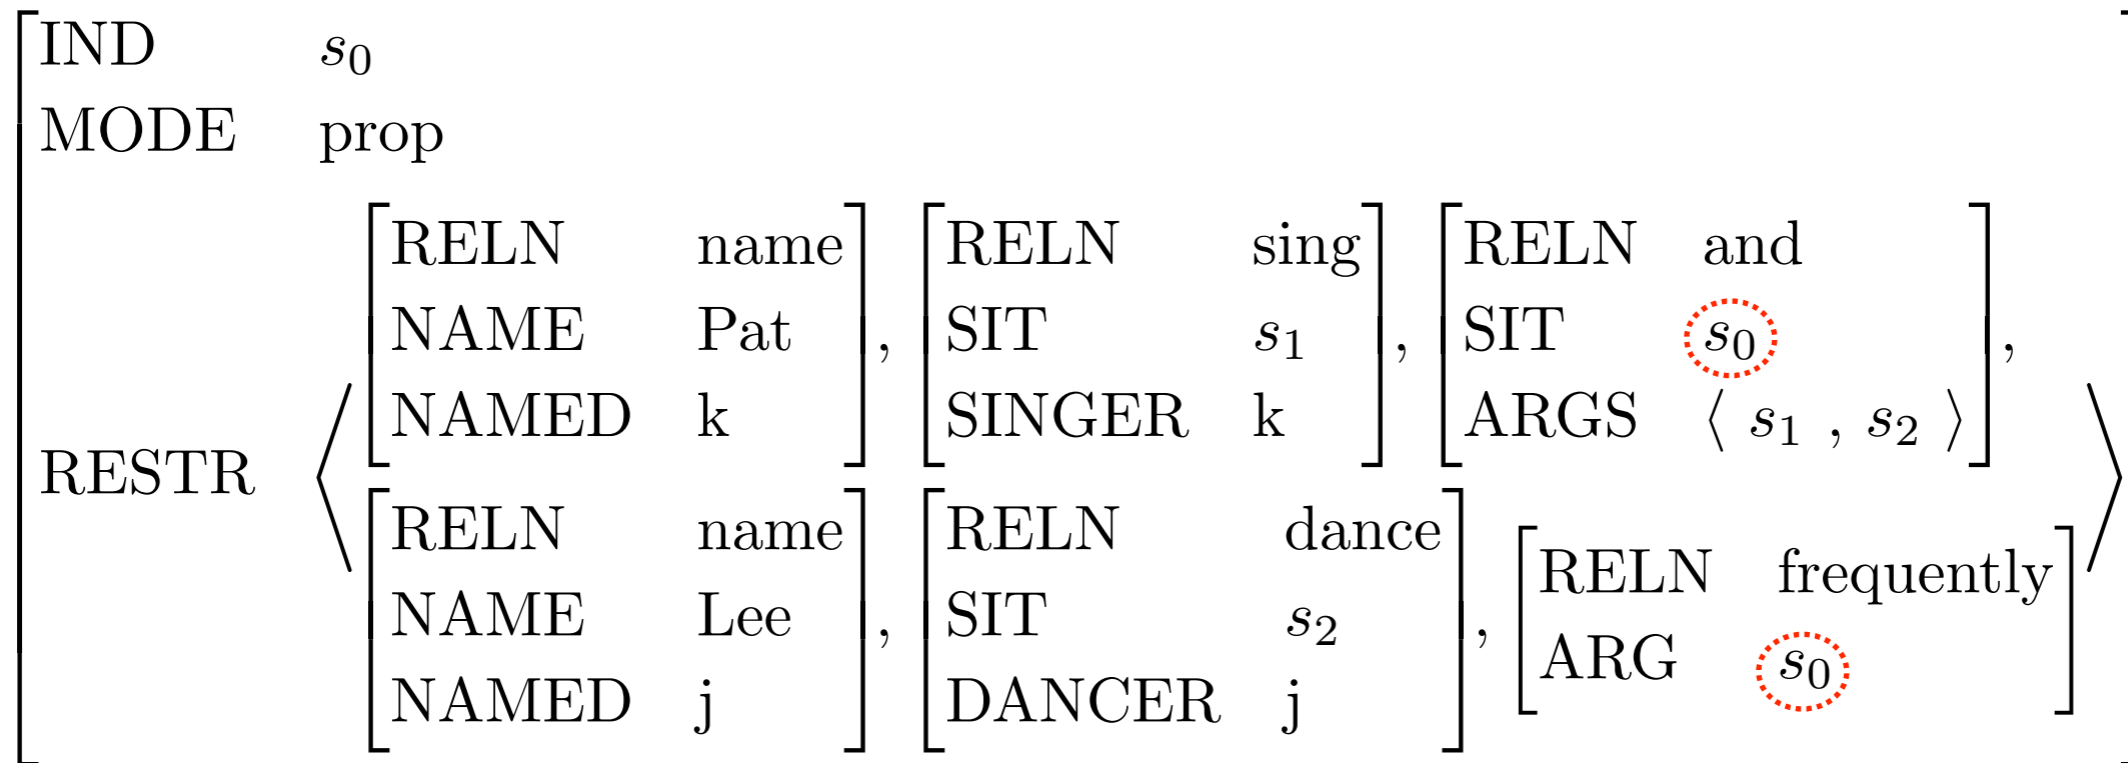 IND s₀
MODE prop
RELN name RELN sing RELN and
NAME Pat , SIT s₁ , SIT s₀ ,
NAMED k SINGER k ARGS ⟨ s₁ , s₂ ⟩
RESTR
RELN name RELN dance RELN frequently
NAME Lee , SIT s₂ , ARG s₀
NAMED j DANCER j